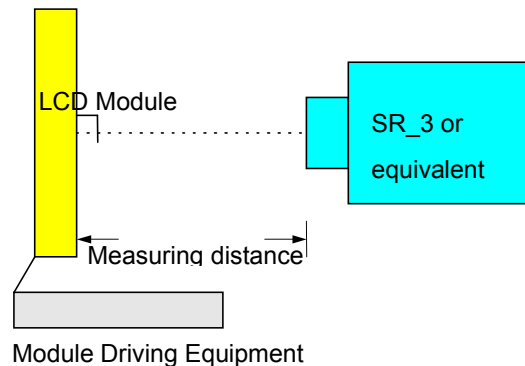 LCD Module
SR_3 or
equivalent
Measuring distance
Module Driving Equipment